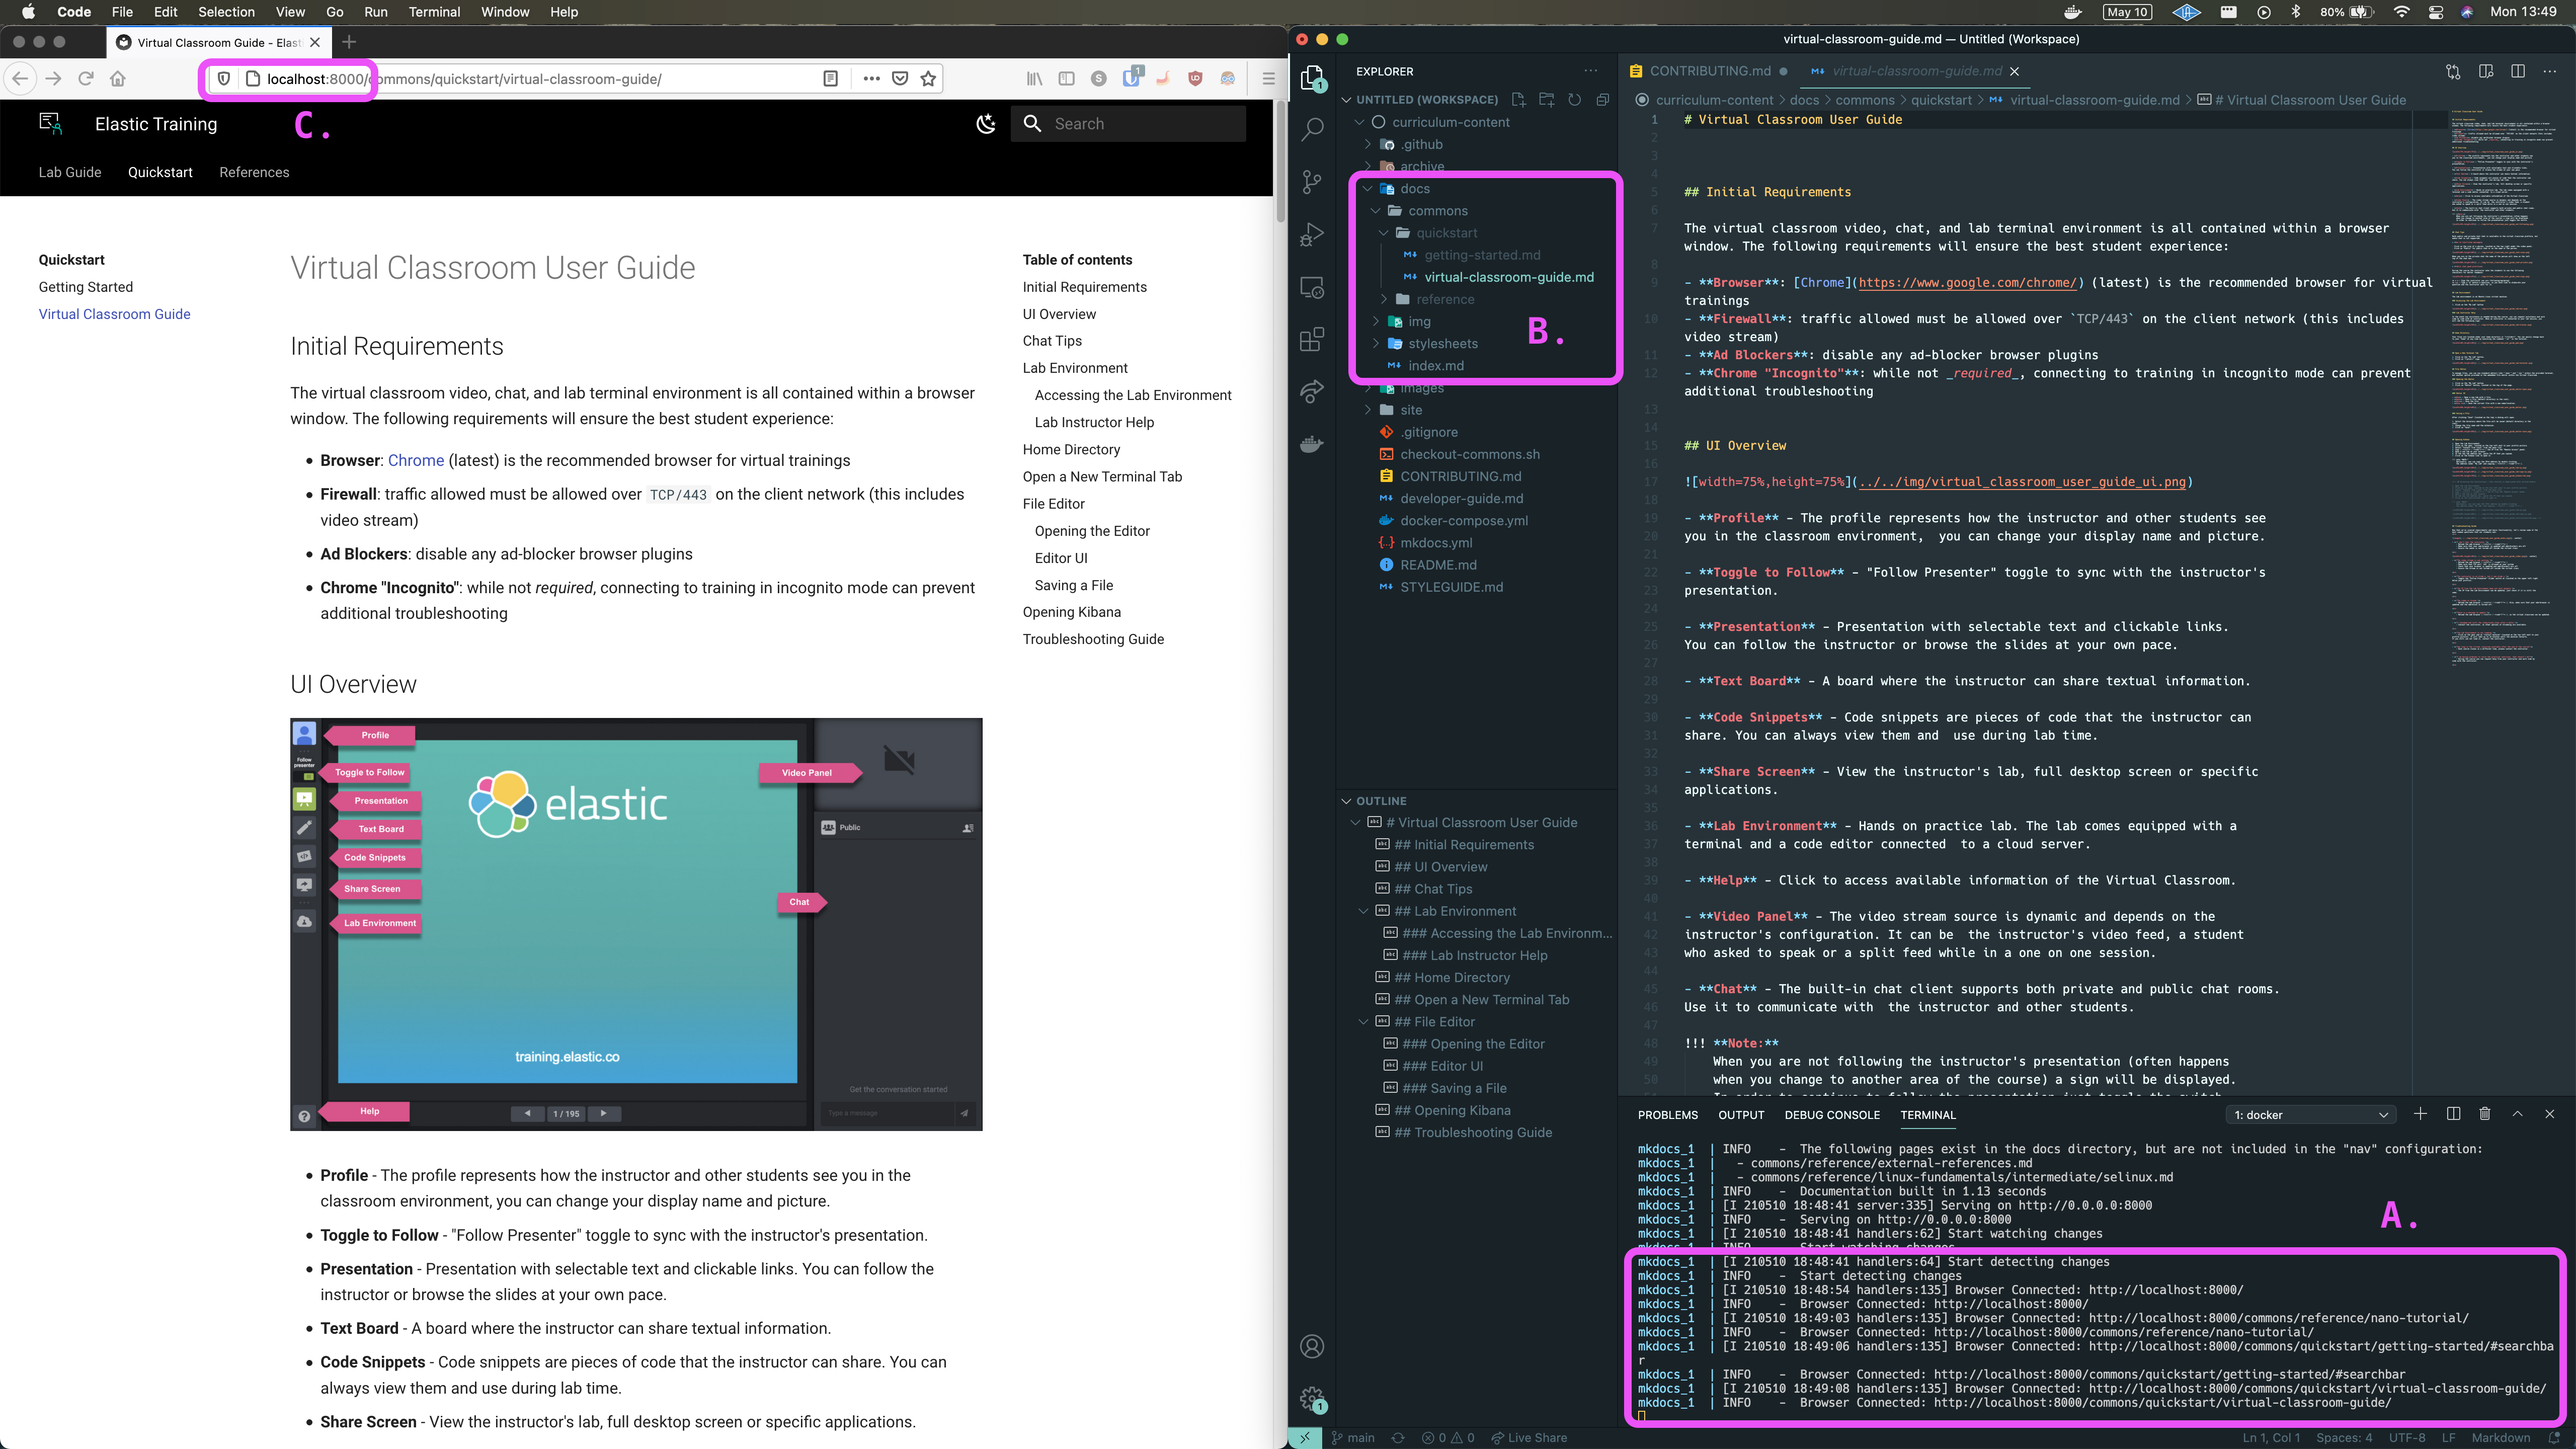 Code File Edit Selection View Go Run Terminal Window Help
May 10
80%
Mon 13:49
Virtual Classroom Guide - Elasti
localhost:8000/commons/quickstart/virtual-classroom-guide/
C.
Elastic Training
Search
Lab Guide Quickstart References
Quickstart
Getting Started
Virtual Classroom Guide
Virtual Classroom User Guide
Initial Requirements
The virtual classroom video, chat, and lab terminal environment is all contained within a browser
window. The following requirements will ensure the best student experience:
Browser: Chrome (latest) is the recommended browser for virtual trainings
Firewall: traffic allowed must be allowed over TCP/443 on the client network (this includes
video stream)
Ad Blockers: disable any ad-blocker browser plugins
Chrome "Incognito": while not required, connecting to training in incognito mode can prevent
additional troubleshooting
UI Overview
Profile
Follow
presenter
Toggle to Follow
Presentation
Text Board
Code Snippets
Share Screen
Lab Environment
Help
elastic
training.elastic.co
1 / 195
Video Panel
Public
Chat
Get the conversation started
Type a message
Profile - The profile represents how the instructor and other students see you in the
classroom environment, you can change your display name and picture.
Toggle to Follow - "Follow Presenter" toggle to sync with the instructor's presentation.
Presentation - Presentation with selectable text and clickable links. You can follow the
instructor or browse the slides at your own pace.
Text Board - A board where the instructor can share textual information.
Code Snippets - Code snippets are pieces of code that the instructor can share. You can
always view them and use during lab time.
Share Screen - View the instructor's lab, full desktop screen or specific applications.
Table of contents
Initial Requirements
UI Overview
Chat Tips
Lab Environment
Accessing the Lab Environment
Lab Instructor Help
Home Directory
Open a New Terminal Tab
File Editor
Opening the Editor
Editor UI
Saving a File
Opening Kibana
Troubleshooting Guide
virtual-classroom-guide.md — Untitled (Workspace)
EXPLORER
UNTITLED (WORKSPACE)
curriculum-content
.github
archive
docs
commons
quickstart
getting-started.md
virtual-classroom-guide.md
reference
img
stylesheets
index.md
B.
images
site
.gitignore
checkout-commons.sh
CONTRIBUTING.md
developer-guide.md
docker-compose.yml
mkdocs.yml
README.md
STYLEGUIDE.md
OUTLINE
# Virtual Classroom User Guide
## Initial Requirements
## UI Overview
## Chat Tips
## Lab Environment
### Accessing the Lab Environm...
### Lab Instructor Help
## Home Directory
## Open a New Terminal Tab
## File Editor
### Opening the Editor
### Editor UI
### Saving a File
## Opening Kibana
## Troubleshooting Guide
CONTRIBUTING.md virtual-classroom-guide.md
curriculum-content > docs > commons > quickstart > virtual-classroom-guide.md > # Virtual Classroom User Guide
1 # Virtual Classroom User Guide
2
3
4
5 ## Initial Requirements
6
7 The virtual classroom video, chat, and lab terminal environment is all contained within a browser
window. The following requirements will ensure the best student experience:
8
9 - **Browser**: [Chrome](https://www.google.com/chrome/) (latest) is the recommended browser for virtual
trainings
10 - **Firewall**: traffic allowed must be allowed over `TCP/443` on the client network (this includes
video stream)
11 - **Ad Blockers**: disable any ad-blocker browser plugins
12 - **Chrome "Incognito"**: while not _required_, connecting to training in incognito mode can prevent
additional troubleshooting
13
14
15 ## UI Overview
16
17 ![width=75%,height=75%](../../img/virtual_classroom_user_guide_ui.png)
18
19 - **Profile** - The profile represents how the instructor and other students see
20 you in the classroom environment,  you can change your display name and picture.
21
22 - **Toggle to Follow** - "Follow Presenter" toggle to sync with the instructor's
23 presentation.
24
25 - **Presentation** - Presentation with selectable text and clickable links.
26 You can follow the instructor or browse the slides at your own pace.
27
28 - **Text Board** - A board where the instructor can share textual information.
29
30 - **Code Snippets** - Code snippets are pieces of code that the instructor can
31 share. You can always view them and  use during lab time.
32
33 - **Share Screen** - View the instructor's lab, full desktop screen or specific
34 applications.
35
36 - **Lab Environment** - Hands on practice lab. The lab comes equipped with a
37 terminal and a code editor connected  to a cloud server.
38
39 - **Help** - Click to access available information of the Virtual Classroom.
40
41 - **Video Panel** - The video stream source is dynamic and depends on the
42 instructor's configuration. It can be  the instructor's video feed, a student
43 who asked to speak or a split feed while in a one on one session.
44
45 - **Chat** - The built-in chat client supports both private and public chat rooms.
46 Use it to communicate with  the instructor and other students.
47
48 !!! **Note:**
49 When you are not following the instructor's presentation (often happens
50 when you change to another area of the course) a sign will be displayed.
PROBLEMS OUTPUT DEBUG CONSOLE TERMINAL
1: docker
mkdocs_1 | INFO - The following pages exist in the docs directory, but are not included in the "nav" configuration:
mkdocs_1 | - commons/reference/external-references.md
mkdocs_1 | - commons/reference/linux-fundamentals/intermediate/selinux.md
mkdocs_1 | INFO - Documentation built in 1.13 seconds
mkdocs_1 | [I 210510 18:48:41 server:335] Serving on http://0.0.0.0:8000
mkdocs_1 | INFO - Serving on http://0.0.0.0:8000
mkdocs_1 | [I 210510 18:48:41 handlers:62] Start watching changes
mkdocs_1 | INFO - Start watching changes
A.
mkdocs_1 | [I 210510 18:48:41 handlers:64] Start detecting changes
mkdocs_1 | INFO - Start detecting changes
mkdocs_1 | [I 210510 18:48:54 handlers:135] Browser Connected: http://localhost:8000/
mkdocs_1 | INFO - Browser Connected: http://localhost:8000/
mkdocs_1 | [I 210510 18:49:03 handlers:135] Browser Connected: http://localhost:8000/commons/reference/nano-tutorial/
mkdocs_1 | INFO - Browser Connected: http://localhost:8000/commons/reference/nano-tutorial/
mkdocs_1 | [I 210510 18:49:06 handlers:135] Browser Connected: http://localhost:8000/commons/quickstart/getting-started/#searchba
r
mkdocs_1 | INFO - Browser Connected: http://localhost:8000/commons/quickstart/getting-started/#searchbar
mkdocs_1 | [I 210510 18:49:08 handlers:135] Browser Connected: http://localhost:8000/commons/quickstart/virtual-classroom-guide/
mkdocs_1 | INFO - Browser Connected: http://localhost:8000/commons/quickstart/virtual-classroom-guide/
main 0 0 Live Share
Ln 1, Col 1 Spaces: 4 UTF-8 LF Markdown